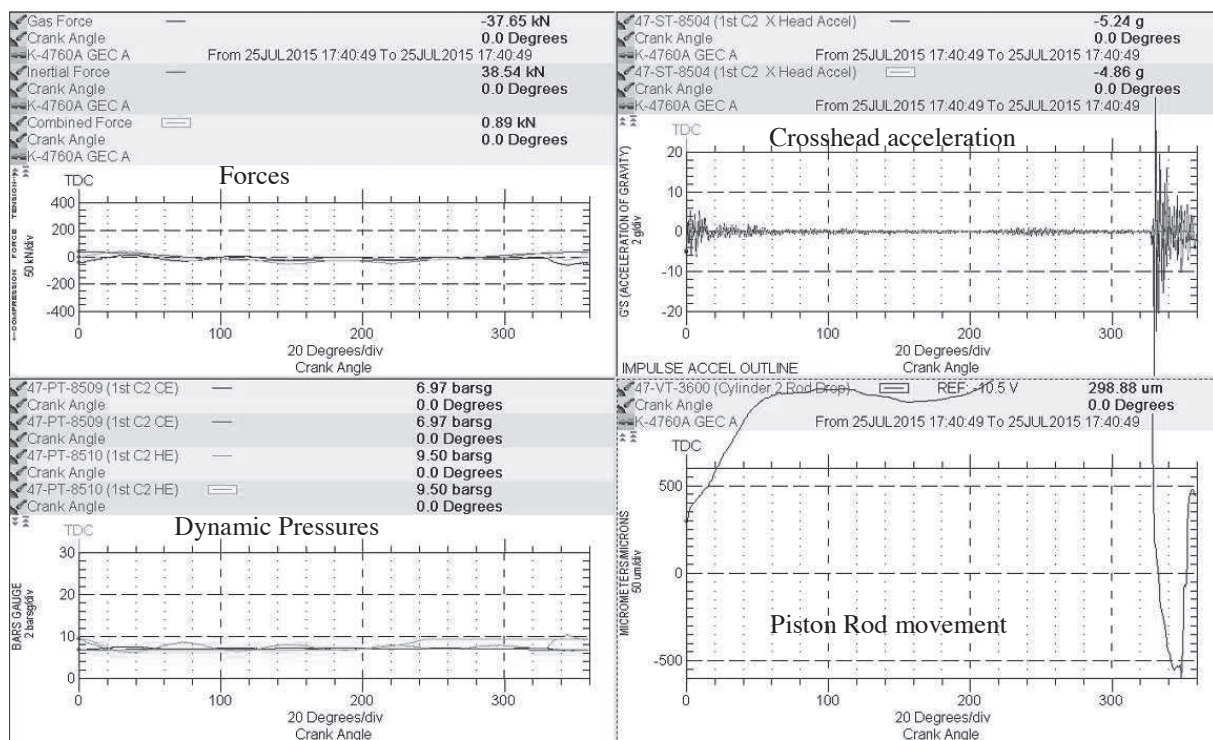 Gas Force -37.65 kN
Crank Angle 0.0 Degrees
K-4760A GEC A From 25JUL2015 17:40:49 To 25JUL2015 17:40:49
Inertial Force 38.54 kN
Crank Angle 0.0 Degrees
K-4760A GEC A
Combined Force 0.89 kN
Crank Angle 0.0 Degrees
K-4760A GEC A
Forces
TDC
←COMPRESSION FORCE TENSION→
50 kN/div
400
200
0
-200
-400
0 100 200 300
20 Degrees/div
Crank Angle
47-ST-8504 (1st C2 X Head Accel) -5.24 g
Crank Angle 0.0 Degrees
K-4760A GEC A From 25JUL2015 17:40:49 To 25JUL2015 17:40:49
47-ST-8504 (1st C2 X Head Accel) -4.86 g
Crank Angle 0.0 Degrees
K-4760A GEC A From 25JUL2015 17:40:49 To 25JUL2015 17:40:49
TDC
Crosshead acceleration
G'S (ACCELERATION OF GRAVITY)
2 g/div
20
10
0
-10
-20
0 100 200 300
20 Degrees/div
Crank Angle
IMPULSE ACCEL OUTLINE
47-PT-8509 (1st C2 CE) 6.97 barsg
Crank Angle 0.0 Degrees
47-PT-8509 (1st C2 CE) 6.97 barsg
Crank Angle 0.0 Degrees
47-PT-8510 (1st C2 HE) 9.50 barsg
Crank Angle 0.0 Degrees
47-PT-8510 (1st C2 HE) 9.50 barsg
Crank Angle 0.0 Degrees
Dynamic Pressures
TDC
BARS GAUGE
2 barsg/div
30
20
10
0
0 100 200 300
20 Degrees/div
Crank Angle
47-VT-3600 (Cylinder 2 Rod Drop) REF: -10.5 V 298.88 um
Crank Angle 0.0 Degrees
K-4760A GEC A From 25JUL2015 17:40:49 To 25JUL2015 17:40:49
TDC
MICROMETERS/MICRONS
50 um/div
500
0
-500
Piston Rod movement
0 100 200 300
20 Degrees/div
Crank Angle